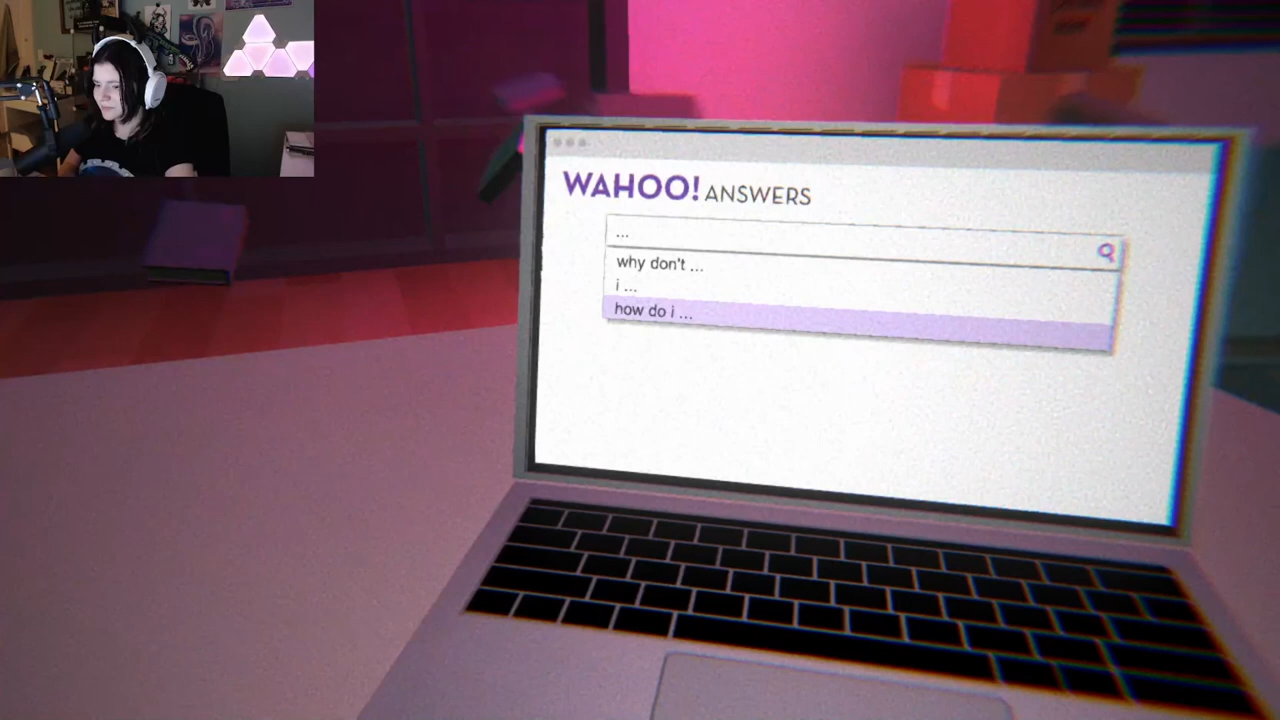 WAHOO! ANSWERS
...
why don't ...
i ...
how do i ...